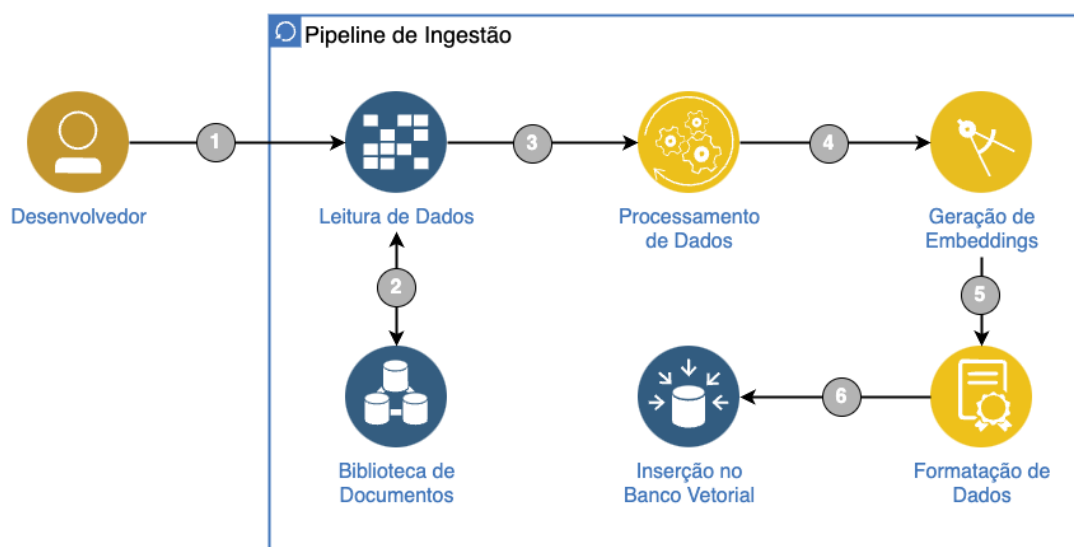 Pipeline de Ingestão
1
3
4
Desenvolvedor
Leitura de Dados
Processamento
de Dados
Geração de
Embeddings
2
5
6
Biblioteca de
Documentos
Inserção no
Banco Vetorial
Formatação de
Dados